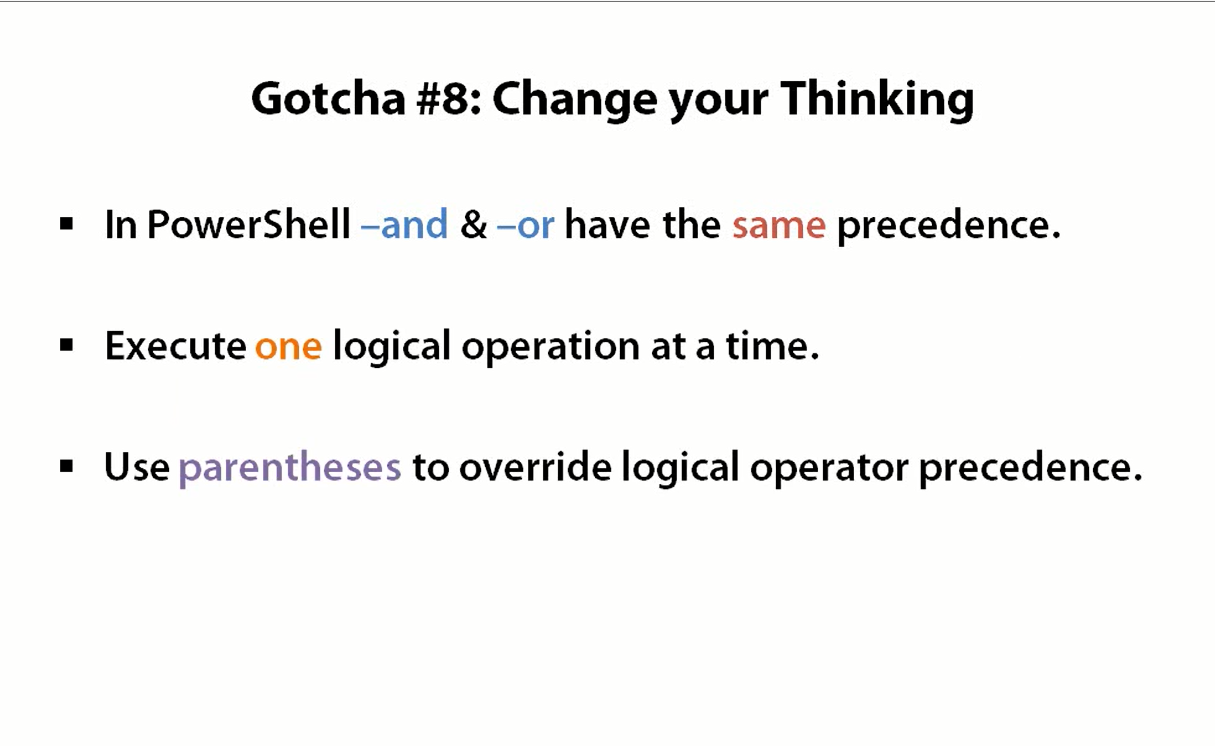 Gotcha #8: Change your Thinking
▪ In PowerShell –and & –or have the same precedence.
▪ Execute one logical operation at a time.
▪ Use parentheses to override logical operator precedence.